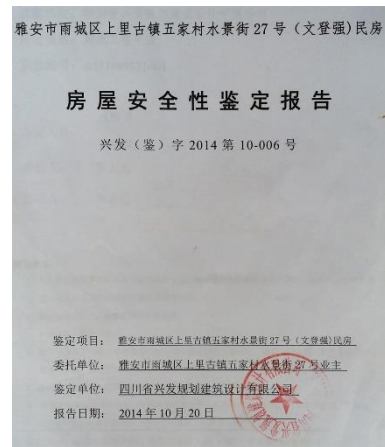 雅安市雨城区上里古镇五家村水景街 27 号（文登强)民房
房屋安全性鉴定报告
兴发（鉴）字 2014 第 10-006 号
鉴定项目：雅安市雨城区上里古镇五家村水景街 27 号（文登强）民房
委托单位：雅安市雨城区上里古镇五家村水景街 27 号业主
鉴定单位：四川省兴发规划建筑设计有限公司
报告日期：2014 年 10 月 20 日